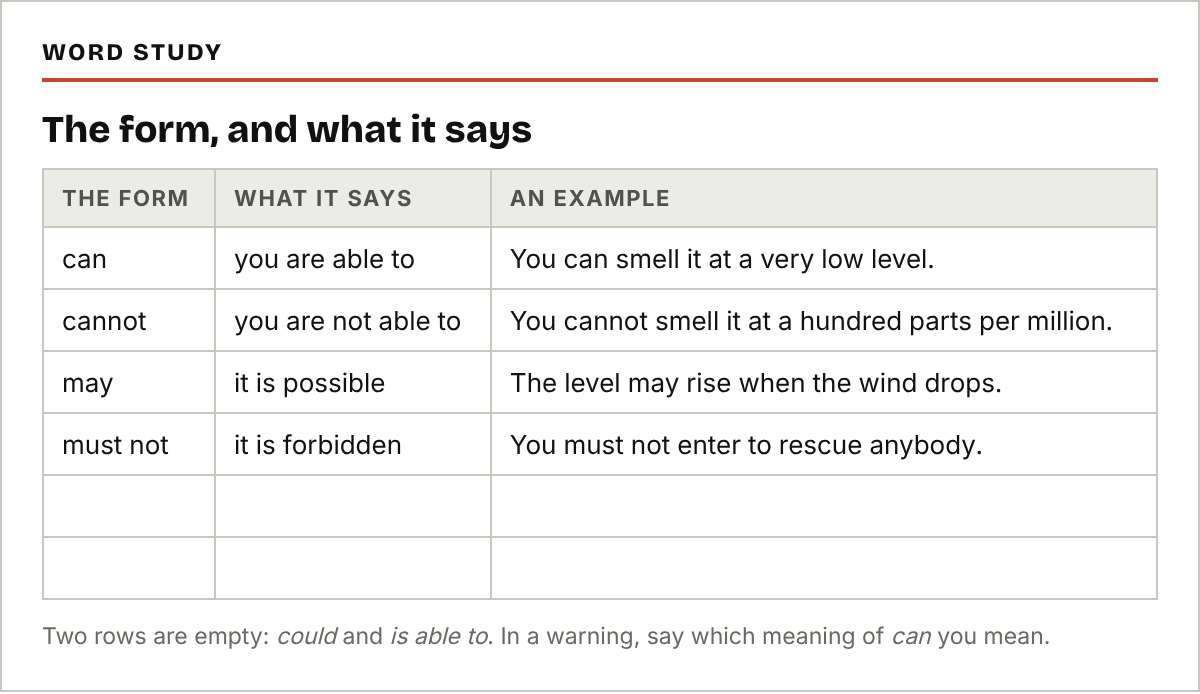 WORD STUDY
The form, and what it says
THE FORM WHAT IT SAYS AN EXAMPLE
can you are able to You can smell it at a very low level.
cannot you are not able to You cannot smell it at a hundred parts per million.
may it is possible The level may rise when the wind drops.
must not it is forbidden You must not enter to rescue anybody.
Two rows are empty: could and is able to. In a warning, say which meaning of can you mean.